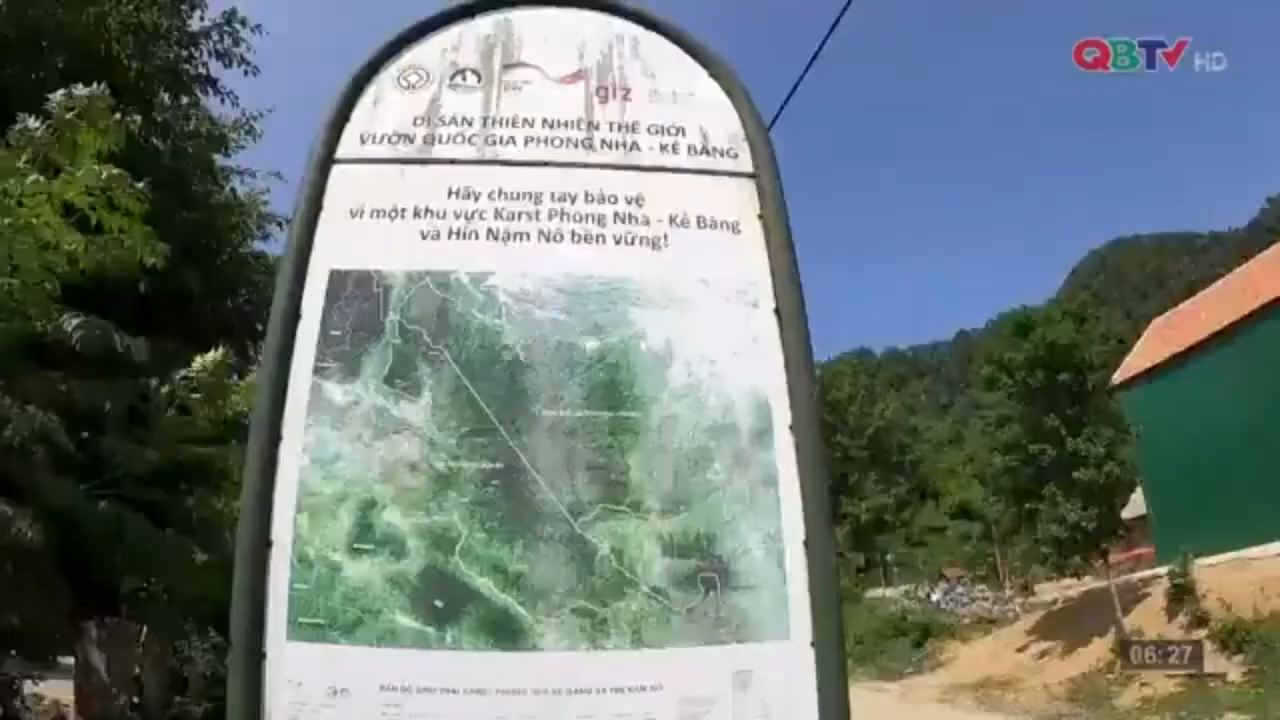 QBTV HD
giz
DI SẢN THIÊN NHIÊN THẾ GIỚI
VƯỜN QUỐC GIA PHONG NHA - KẺ BÀNG
Hãy chung tay bảo vệ
vì một khu vực Karst Phong Nha - Kẻ Bàng
và Hin Nậm Nô bền vững!
06:27